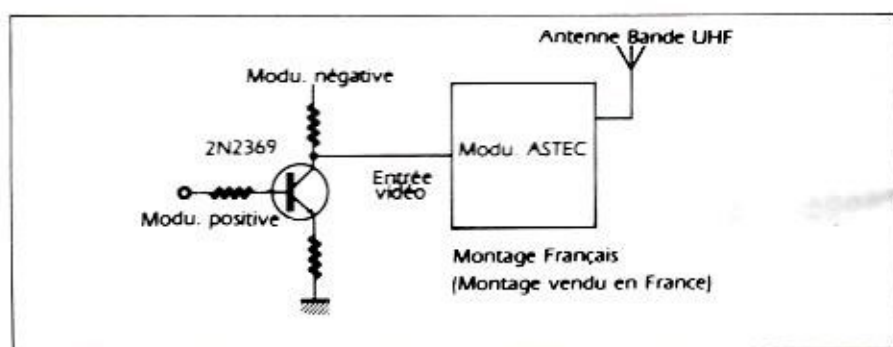 Antenne Bande UHF
Modu. négative
2N2369
Modu. ASTEC
Entrée
vidéo
Modu. positive
Montage Français
(Montage vendu en France)